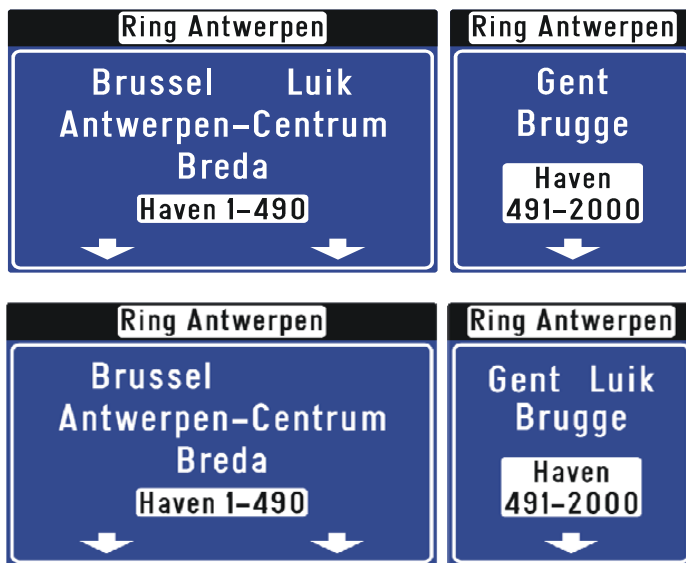 Ring Antwerpen
Brussel Luik
Antwerpen-Centrum
Breda
Haven 1-490
Ring Antwerpen
Gent
Brugge
Haven
491-2000
Ring Antwerpen
Brussel
Antwerpen-Centrum
Breda
Haven 1-490
Ring Antwerpen
Gent Luik
Brugge
Haven
491-2000